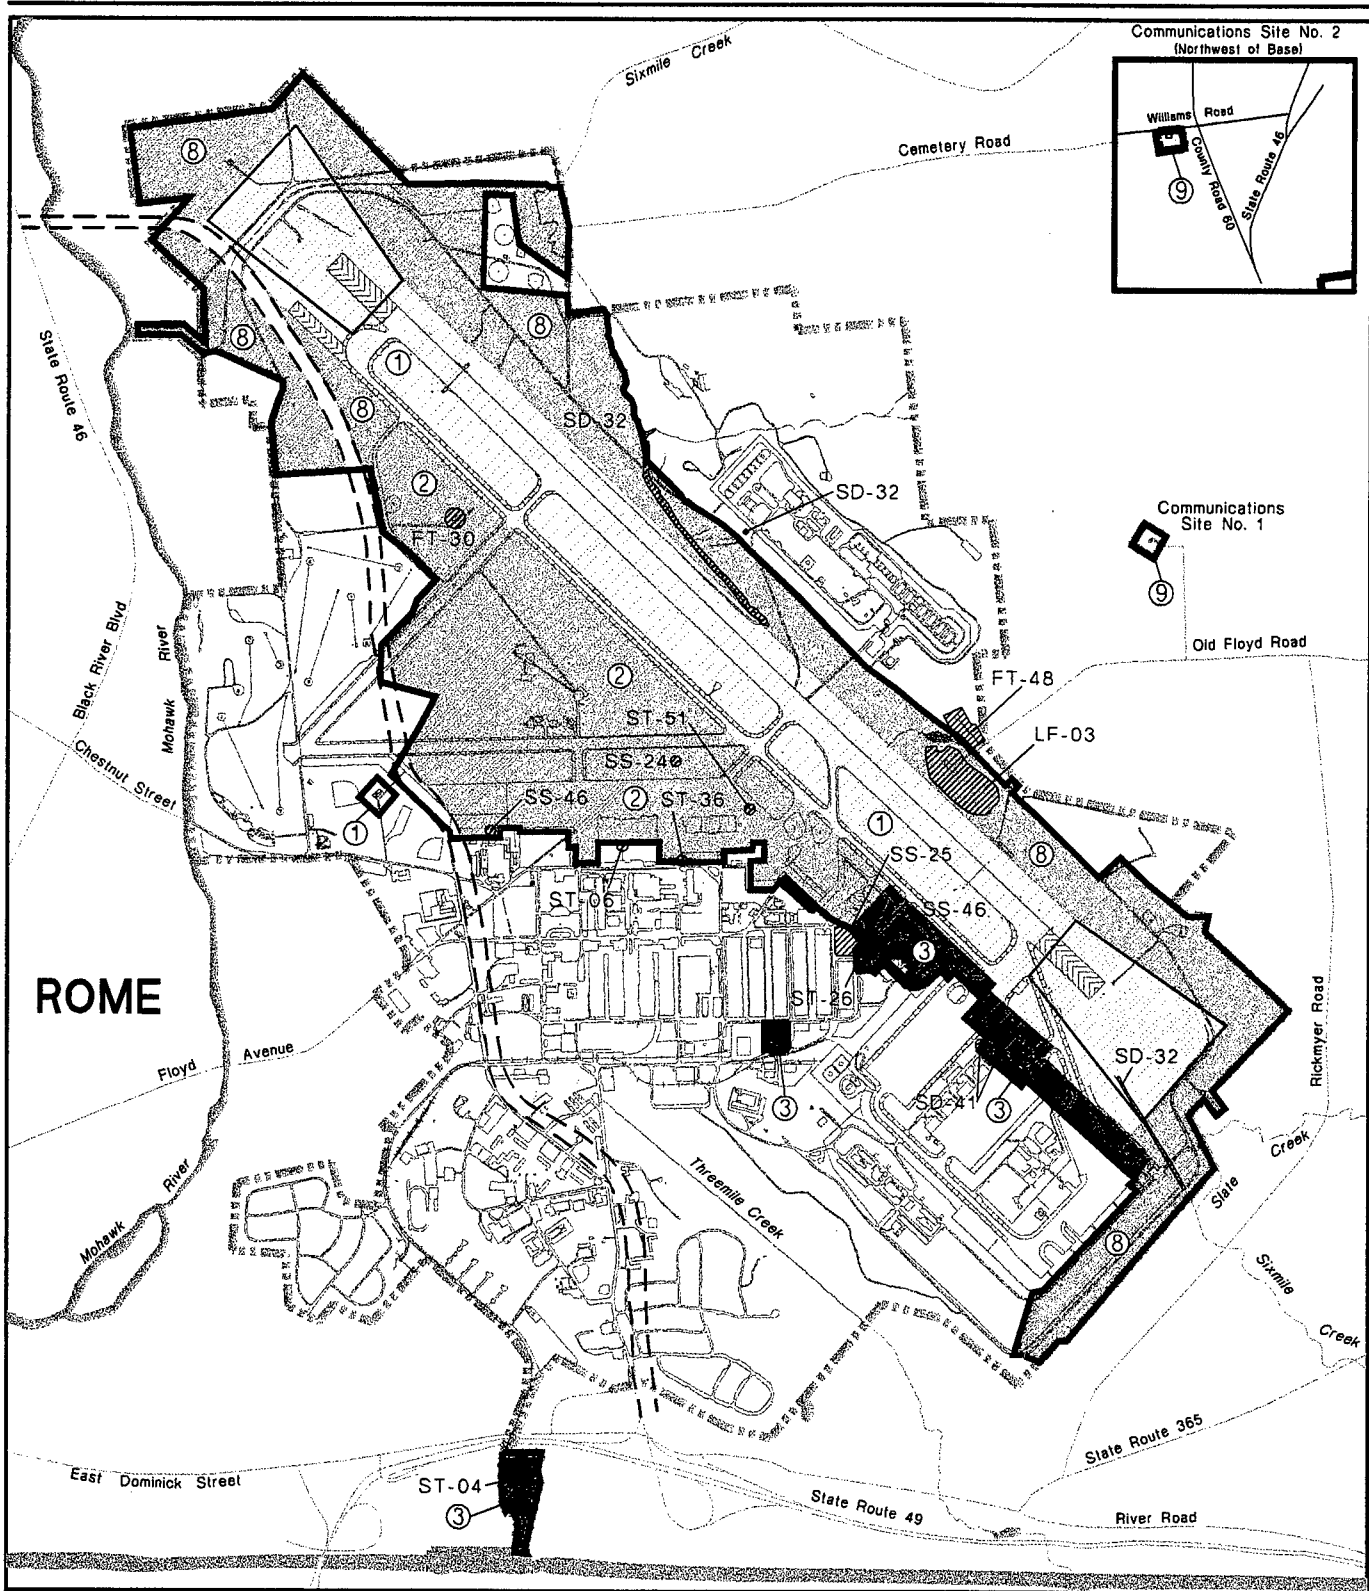 Communications Site No. 2
(Northwest of Base)
Sixmile Creek
Williams Road
County Road 60
State Route 46
⑨
Cemetery Road
⑧
⑧
⑧
①
⑧
State Route 46
SD-32
②
SD-32
FT-30
Communications
Site No. 1
⑨
Old Floyd Road
Black River Blvd
Mohawk River
②
FT-48
ST-51
LF-03
Chestnut Street
SS-24
SS-46
②
ST-36
①
①
⑧
SS-25
ST-06
SS-46
③
ROME
ST-26
Rickmyer Road
Floyd Avenue
SD-32
SD-41
③
③
Creek
Slate
Threemile Creek
Mohawk River
⑧
Sixmile Creek
State Route 365
East Dominick Street
ST-04
③
State Route 49
River Road